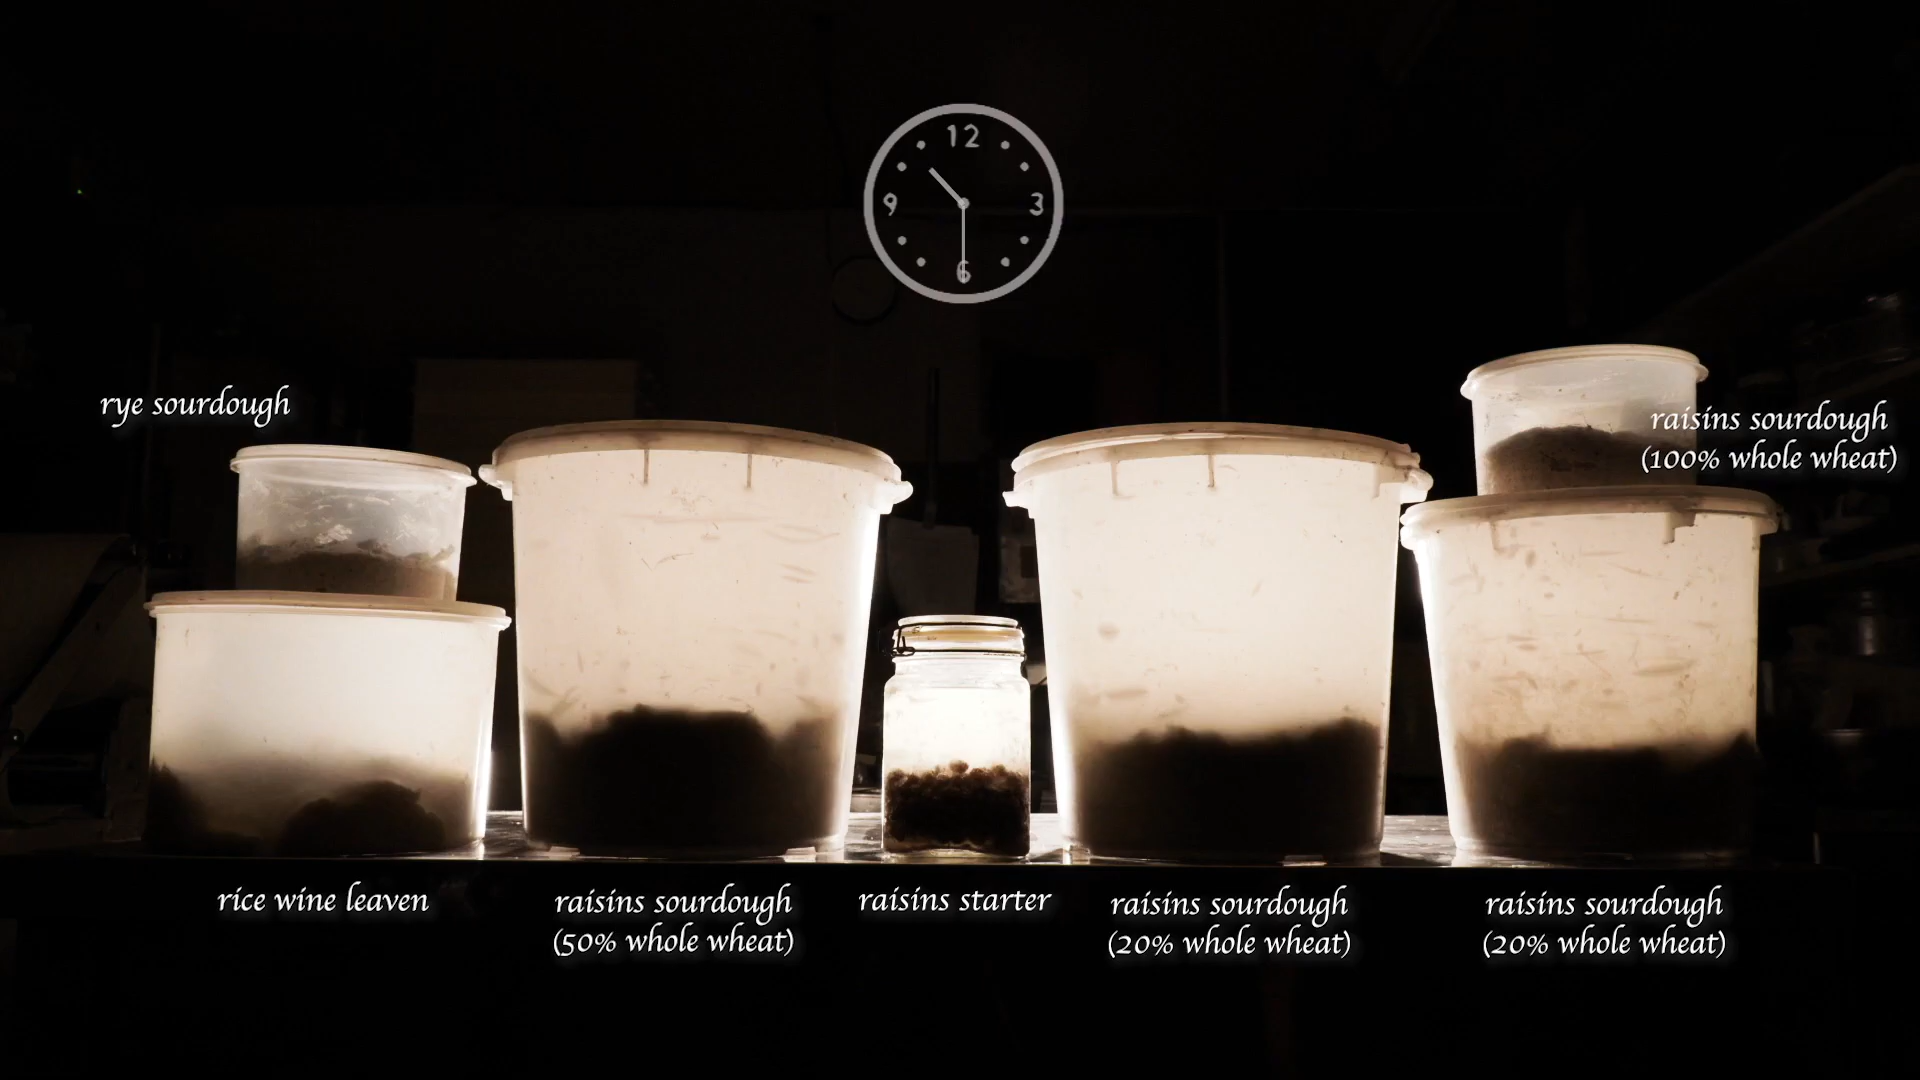 12
9
3
6
rye sourdough
raisins sourdough
(100% whole wheat)
rice wine leaven
raisins sourdough
(50% whole wheat)
raisins starter
raisins sourdough
(20% whole wheat)
raisins sourdough
(20% whole wheat)